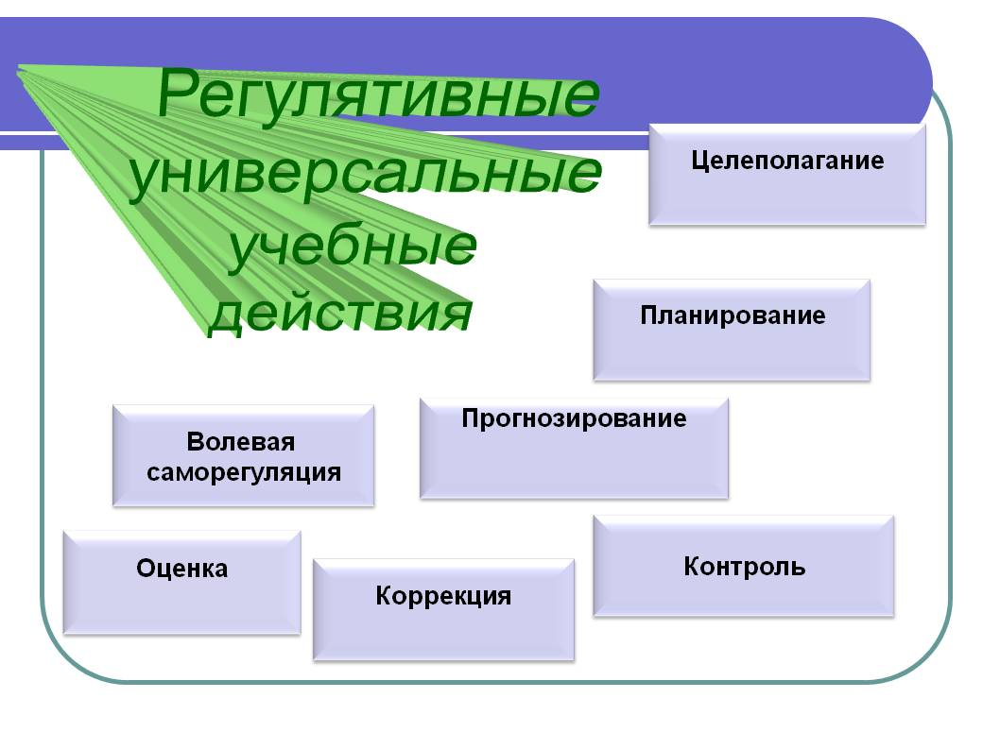 Регулятивные
универсальные
учебные
действия
Целеполагание
Планирование
Прогнозирование
Волевая
саморегуляция
Контроль
Оценка
Коррекция